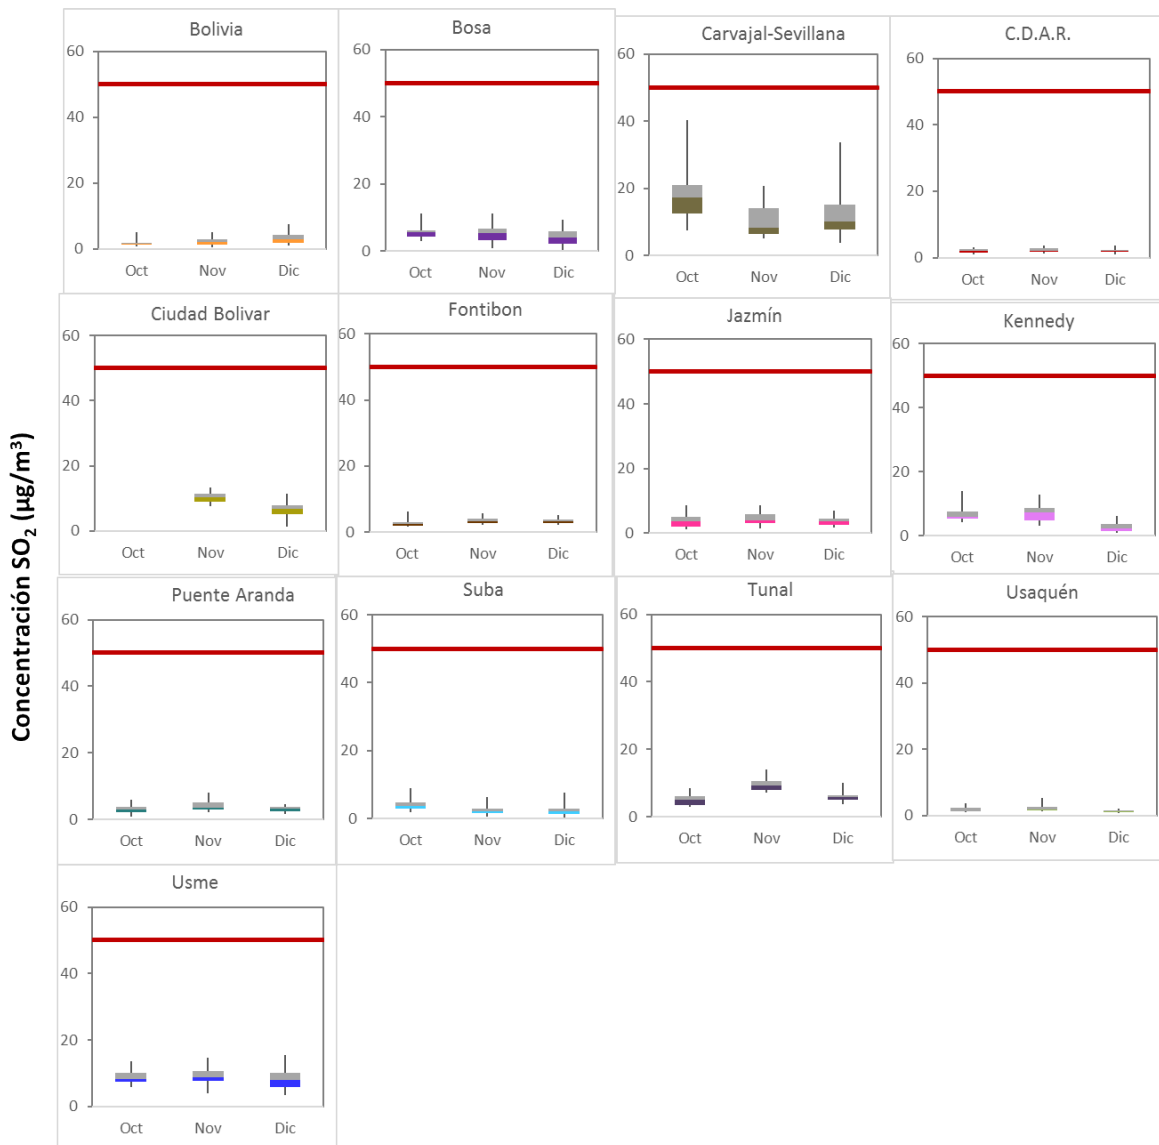 Concentración SO₂ (µg/m³)
Bolivia
60
40
20
0
Oct Nov Dic
Bosa
60
40
20
0
Oct Nov Dic
Carvajal-Sevillana
60
40
20
0
Oct Nov Dic
C.D.A.R.
60
40
20
0
Oct Nov Dic
Ciudad Bolivar
60
40
20
0
Oct Nov Dic
Fontibon
60
40
20
0
Oct Nov Dic
Jazmín
60
40
20
0
Oct Nov Dic
Kennedy
60
40
20
0
Oct Nov Dic
Puente Aranda
60
40
20
0
Oct Nov Dic
Suba
60
40
20
0
Oct Nov Dic
Tunal
60
40
20
0
Oct Nov Dic
Usaquén
60
40
20
0
Oct Nov Dic
Usme
60
40
20
0
Oct Nov Dic